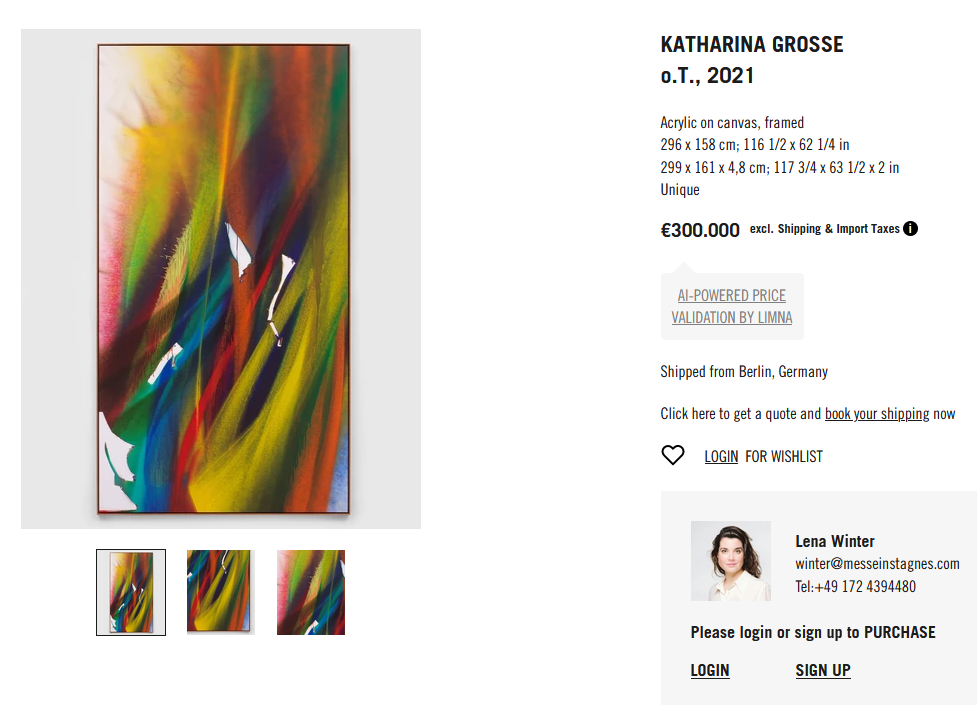 KATHARINA GROSSE
o.T., 2021
Acrylic on canvas, framed
296 x 158 cm; 116 1/2 x 62 1/4 in
299 x 161 x 4,8 cm; 117 3/4 x 63 1/2 x 2 in
Unique
€300.000 excl. Shipping & Import Taxes i
AI-POWERED PRICE
VALIDATION BY LIMNA
Shipped from Berlin, Germany
Click here to get a quote and book your shipping now
LOGIN FOR WISHLIST
Lena Winter
winter@messeinstagnes.com
Tel:+49 172 4394480
Please login or sign up to PURCHASE
LOGIN SIGN UP